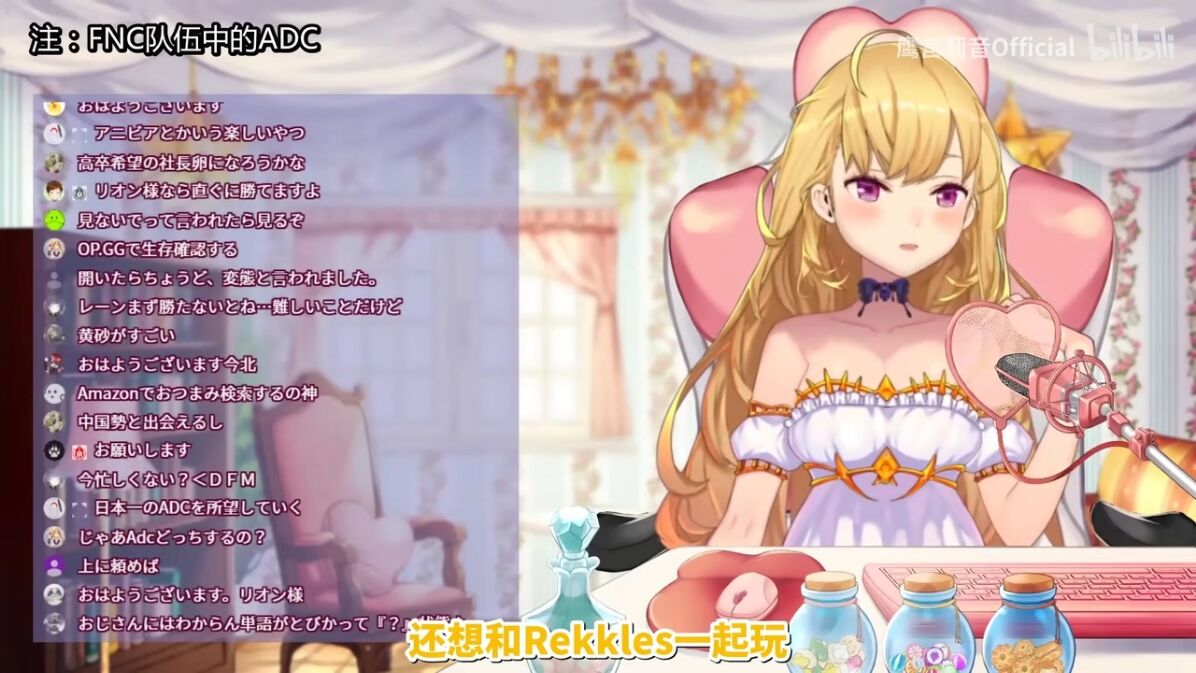 注：FNC队伍中的ADC
鹰宫莉音Official bilibili
おはようございます
アニビアとかいう楽しいやつ
高卒希望の社長卵になろうかな
リオン様なら直ぐに勝てますよ
見ないでって言われたら見るぞ
OP.GGで生存確認する
開いたらちょうど、変態と言われました。
レーンまず勝たないとね…難しいことだけど
黄砂がすごい
おはようございます今北
Amazonでおつまみ検索するの神
中国勢と出会えるし
お願いします
今忙しくない？＜ＤＦＭ
日本一のADCを所望していく
じゃあAdcどっちするの？
上に頼めば
おはようございます。リオン様
おじさんにはわからん単語がとびかって『？』
还想和Rekkles一起玩